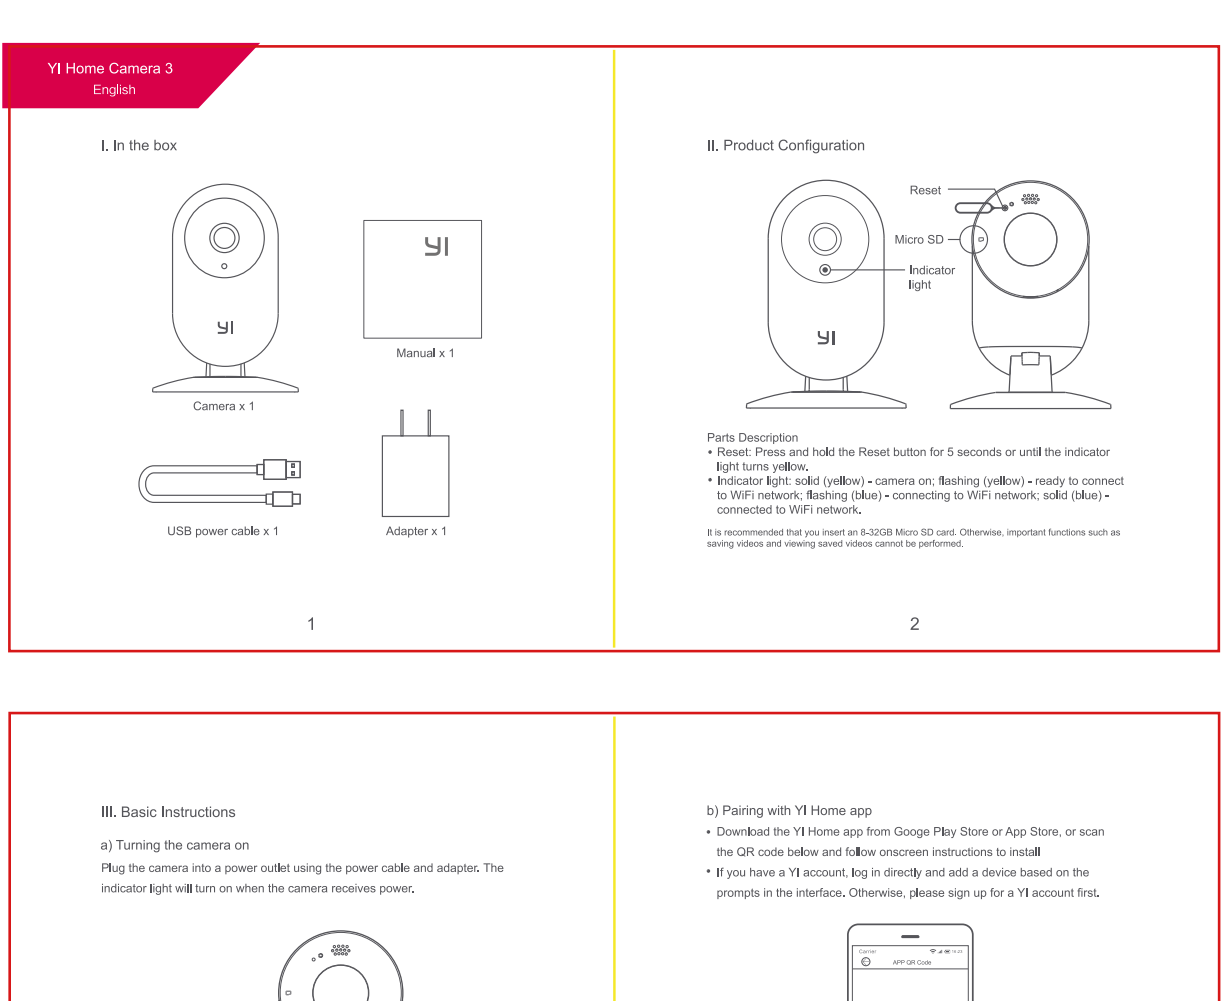 YI Home Camera 3
English
I. In the box
YI
YI
Manual x 1
Camera x 1
USB power cable x 1
Adapter x 1
1
II. Product Configuration
Reset
Micro SD
Indicator
light
YI
Parts Description
• Reset: Press and hold the Reset button for 5 seconds or until the indicator
light turns yellow.
• Indicator light: solid (yellow) - camera on; flashing (yellow) - ready to connect
to WiFi network; flashing (blue) - connecting to WiFi network; solid (blue) -
connected to WiFi network.
It is recommended that you insert an 8-32GB Micro SD card. Otherwise, important functions such as
saving videos and viewing saved videos cannot be performed.
2
III. Basic Instructions
a) Turning the camera on
Plug the camera into a power outlet using the power cable and adapter. The
indicator light will turn on when the camera receives power.
b) Pairing with YI Home app
• Download the YI Home app from Googe Play Store or App Store, or scan
the QR code below and follow onscreen instructions to install
• If you have a YI account, log in directly and add a device based on the
prompts in the interface. Otherwise, please sign up for a YI account first.
Carrier 16:23
APP QR Code